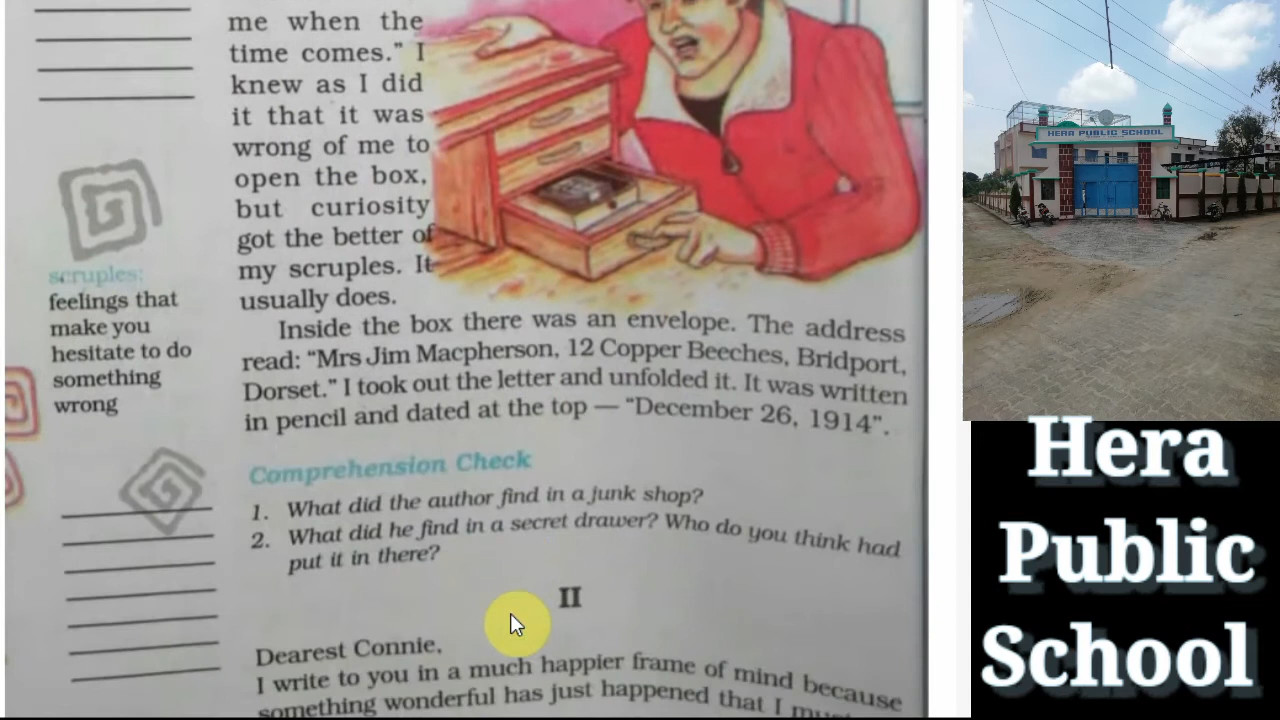 me when the
time comes." I
knew as I did
it that it was
wrong of me to
open the box,
but curiosity
got the better of
my scruples. It
usually does.
scruples:
feelings that
make you
hesitate to do
something
wrong
Inside the box there was an envelope. The address
read: "Mrs Jim Macpherson, 12 Copper Beeches, Bridport,
Dorset." I took out the letter and unfolded it. It was written
in pencil and dated at the top — "December 26, 1914".
Comprehension Check
1. What did the author find in a junk shop?
2. What did he find in a secret drawer? Who do you think had
put it in there?
II
Dearest Connie,
I write to you in a much happier frame of mind because
something wonderful has just happened that I
HERA PUBLIC SCHOOL
Hera
Public
School